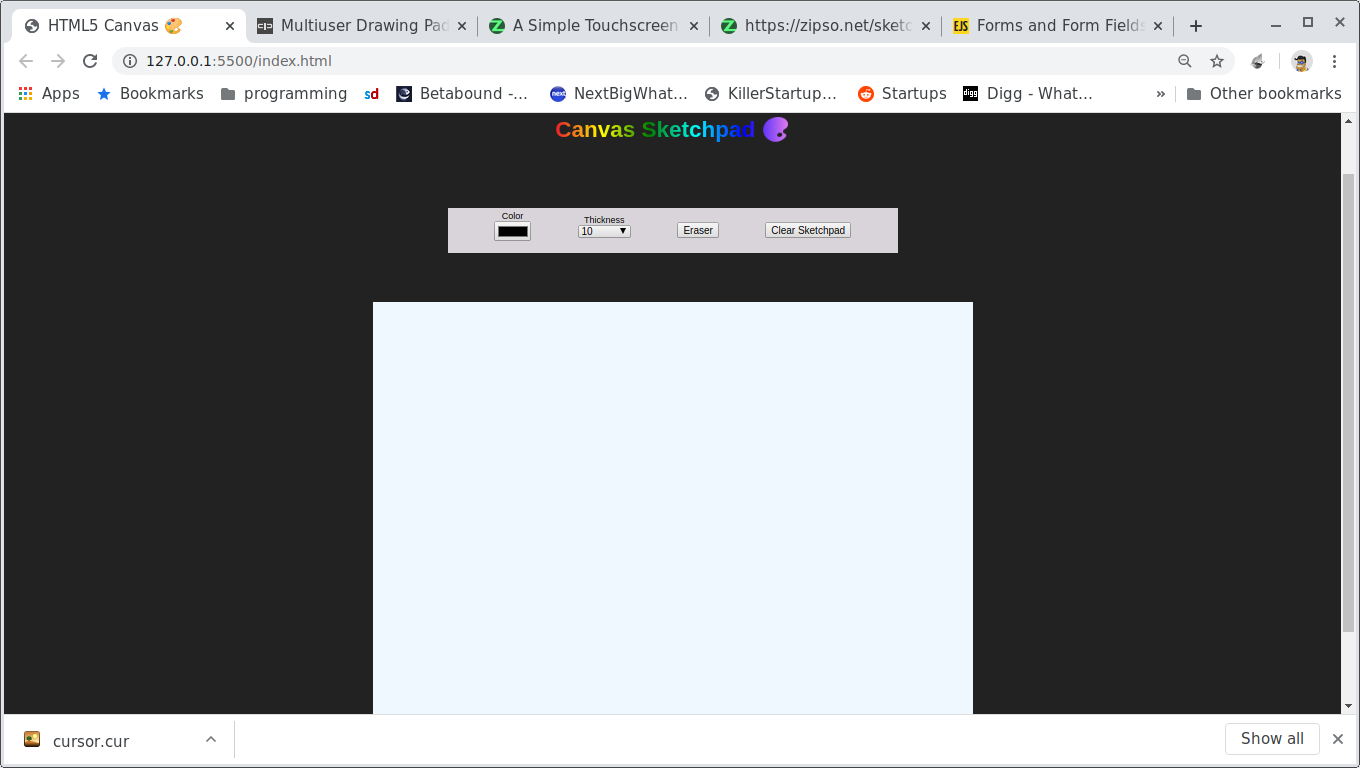 HTML5 Canvas 🎨
Multiuser Drawing Pad
A Simple Touchscreen
https://zipso.net/sketc
EJS Forms and Form Fields
127.0.0.1:5500/index.html
Apps Bookmarks programming sd Betabound -... next NextBigWhat... KillerStartup... Startups digg Digg - What... » Other bookmarks
Canvas Sketchpad
Color
Thickness
10
Eraser
Clear Sketchpad
cursor.cur
Show all